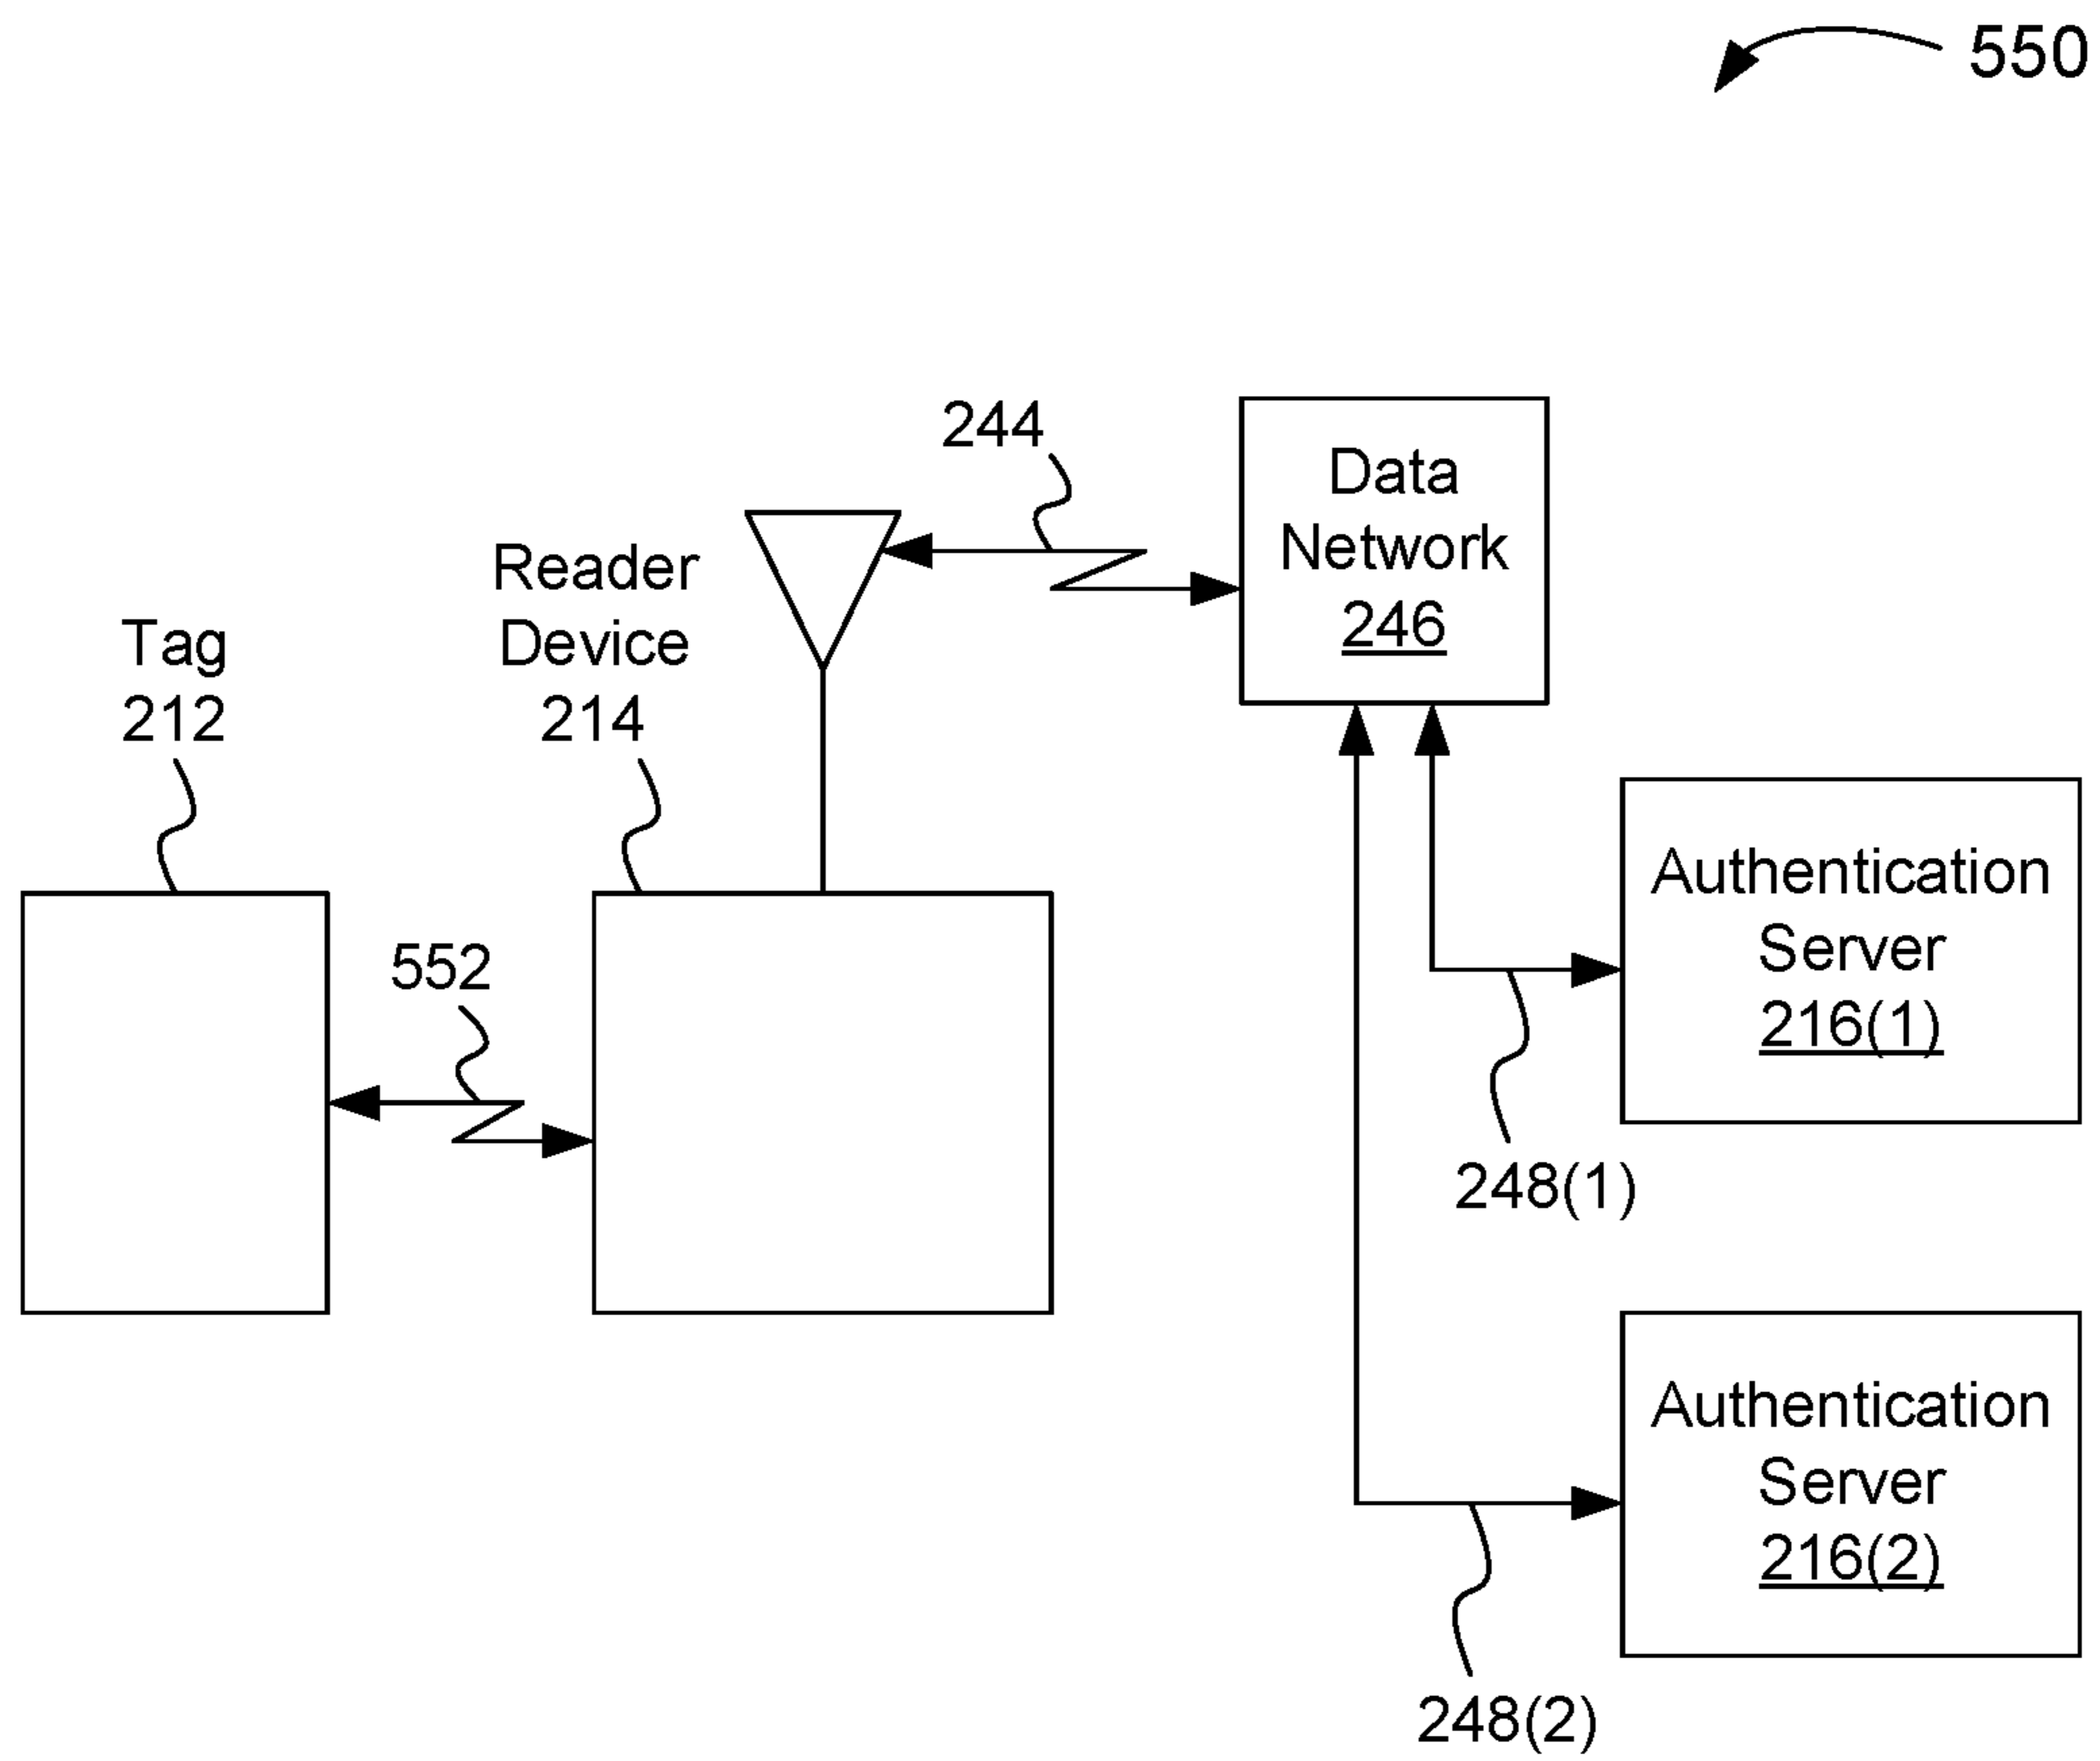 550
244
Data
Network
246
Reader
Device
214
Tag
212
552
Authentication
Server
216(1)
248(1)
Authentication
Server
216(2)
248(2)